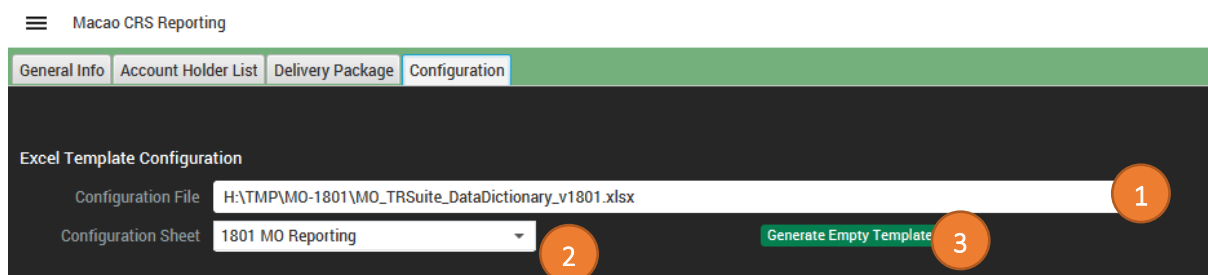 Macao CRS Reporting
General Info Account Holder List Delivery Package Configuration
Excel Template Configuration
Configuration File H:\TMP\MO-1801\MO_TRSuite_DataDictionary_v1801.xlsx 1
Configuration Sheet 1801 MO Reporting 2 Generate Empty Template 3